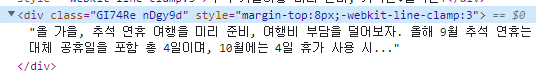 ▼<div class="GI74Re nDgy9d" style="margin-top:8px;-webkit-line-clamp:3"> == $0
"올 가을, 추석 연휴 여행을 미리 준비, 여행비 부담을 덜어보자. 올해 9월 추석 연휴는
대체 공휴일을 포함 총 4일이며, 10월에는 4일 휴가 사용 시..."
</div>